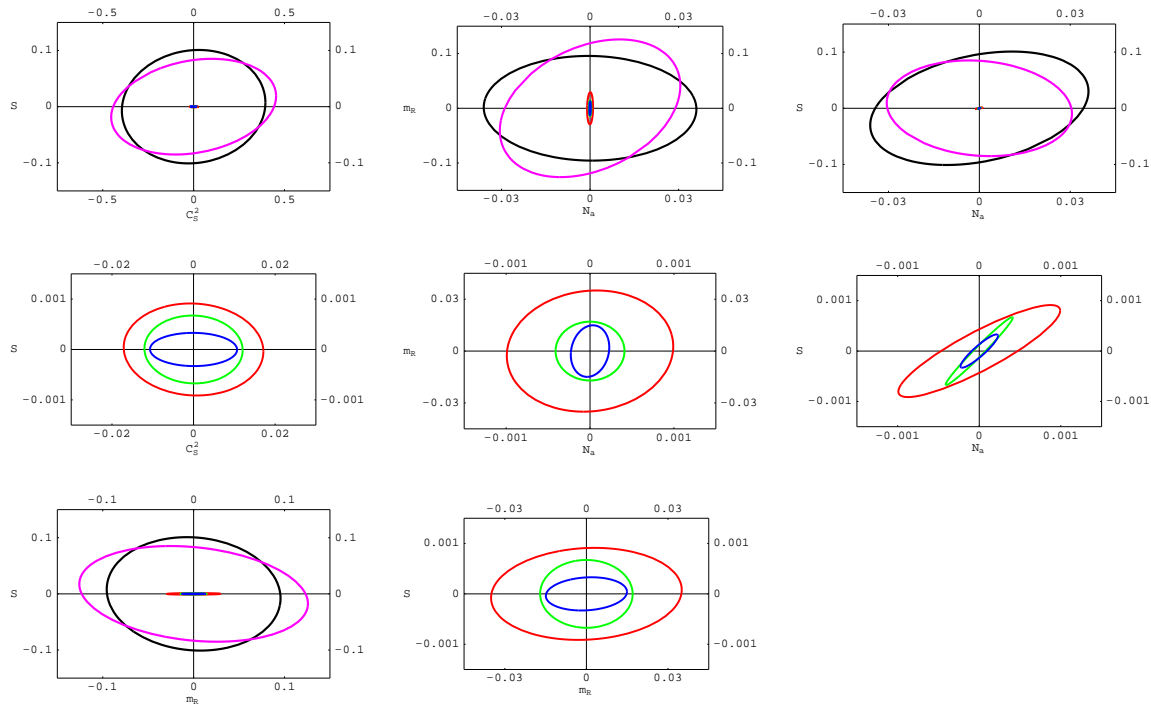 −0.5 0 0.5
0.1 0.1
S 0 0
−0.1 −0.1
−0.5 0 0.5
C_S^2
−0.03 0 0.03
0.1 0.1
m_R 0 0
−0.1 −0.1
−0.03 0 0.03
N_a
−0.03 0 0.03
0.1 0.1
S 0 0
−0.1 −0.1
−0.03 0 0.03
N_a
−0.02 0 0.02
0.001 0.001
S 0 0
−0.001 −0.001
−0.02 0 0.02
C_S^2
−0.001 0 0.001
0.03 0.03
m_R 0 0
−0.03 −0.03
−0.001 0 0.001
N_a
−0.001 0 0.001
0.001 0.001
S 0 0
−0.001 −0.001
−0.001 0 0.001
N_a
−0.1 0 0.1
0.1 0.1
S 0 0
−0.1 −0.1
−0.1 0 0.1
m_R
−0.03 0 0.03
0.001 0.001
S 0 0
−0.001 −0.001
−0.03 0 0.03
m_R